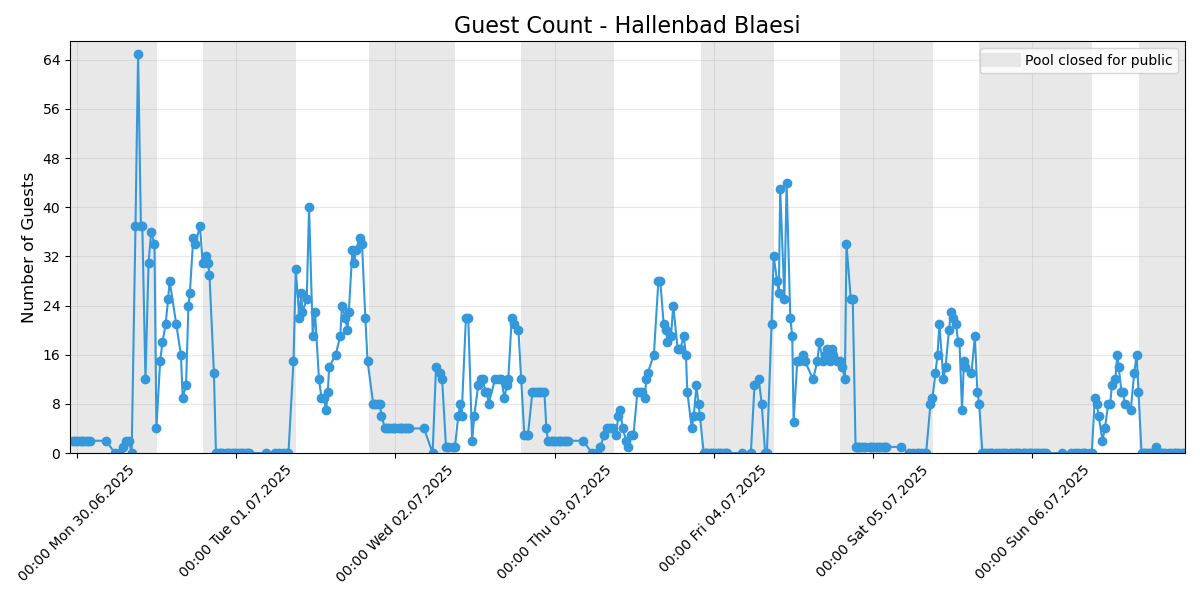 Guest Count - Hallenbad Blaesi
Pool closed for public
Number of Guests
64
56
48
40
32
24
16
8
0
00:00 Mon 30.06.2025
00:00 Tue 01.07.2025
00:00 Wed 02.07.2025
00:00 Thu 03.07.2025
00:00 Fri 04.07.2025
00:00 Sat 05.07.2025
00:00 Sun 06.07.2025